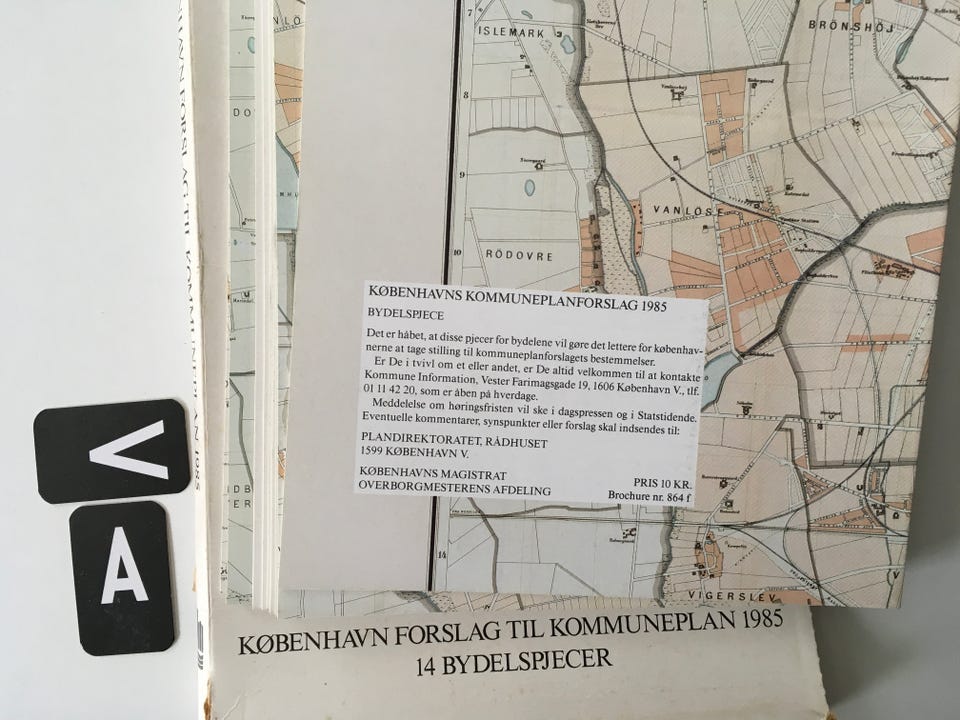 ISLEMARK
BRÖNSHÖJ
7
8
9
VANLÖSE
10
RÖDOVRE
KØBENHAVNS KOMMUNEPLANFORSLAG 1985
BYDELSPJECE
Det er håbet, at disse pjecer for bydelene vil gøre det lettere for københav-
nerne at tage stilling til kommuneplanforslagets bestemmelser.
Er De i tvivl om et eller andet, er De altid velkommen til at kontakte
Kommune Information, Vester Farimagsgade 19, 1606 København V., tlf.
01 11 42 20, som er åben på hverdage.
Meddelelse om høringsfristen vil ske i dagspressen og i Statstidende.
Eventuelle kommentarer, synspunkter eller forslag skal indsendes til:
PLANDIREKTORATET, RÅDHUSET
1599 KØBENHAVN V.
KØBENHAVNS MAGISTRAT
OVERBORGMESTERENS AFDELING
PRIS 10 KR.
Brochure nr. 864 f
14
VIGERSLEV
KØBENHAVN FORSLAG TIL KOMMUNEPLAN 1985
14 BYDELSPJECER
V
A